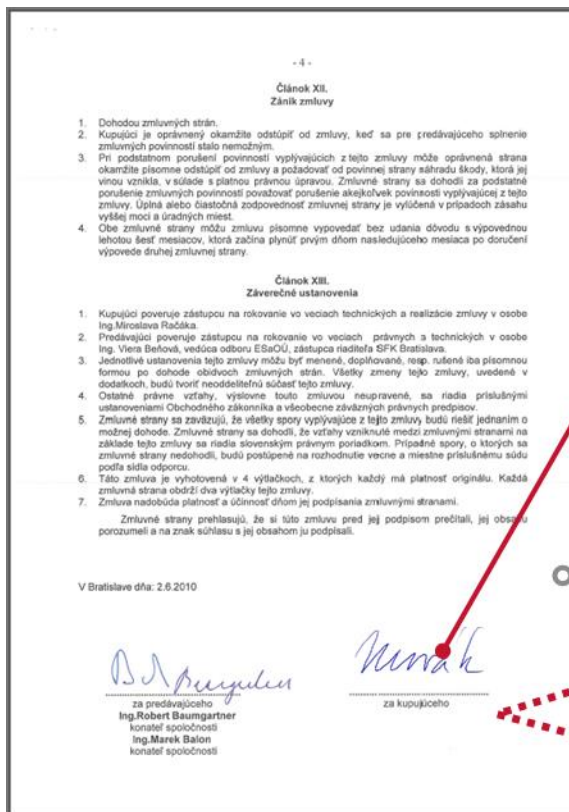 - 4 -
Článok XII.
Zánik zmluvy
1. Dohodou zmluvných strán.
2. Kupujúci je oprávnený okamžite odstúpiť od zmluvy, keď sa pre predávajúceho splnenie
zmluvných povinností stalo nemožným.
3. Pri podstatnom porušení povinností vyplývajúcich z tejto zmluvy môže oprávnená strana
okamžite písomne odstúpiť od zmluvy a požadovať od povinnej strany náhradu škody, ktorá jej
vinou vznikla, v súlade s platnou právnou úpravou. Zmluvné strany sa dohodli za podstatné
porušenie zmluvných povinností považovať porušenie akejkoľvek povinnosti vyplývajúcej z tejto
zmluvy. Úplná alebo čiastočná zodpovednosť zmluvnej strany je vylúčená v prípadoch zásahu
vyššej moci a úradných miest.
4. Obe zmluvné strany môžu zmluvu písomne vypovedať bez udania dôvodu s výpovednou
lehotou šesť mesiacov, ktorá začína plynúť prvým dňom nasledujúceho mesiaca po doručení
výpovede druhej zmluvnej strany.
Článok XIII.
Záverečné ustanovenia
1. Kupujúci poveruje zástupcu na rokovanie vo veciach technických a realizácie zmluvy v osobe
Ing.Miroslava Račáka.
2. Predávajúci poveruje zástupcu na rokovanie vo veciach právnych a technických v osobe
Ing. Viera Beňová, vedúca odboru ESaOÚ, zástupca riaditeľa SFK Bratislava.
3. Jednotlivé ustanovenia tejto zmluvy môžu byť menené, doplňované, resp. rušené iba písomnou
formou po dohode obidvoch zmluvných strán. Všetky zmeny tejto zmluvy, uvedené v
dodatkoch, budú tvoriť neoddeliteľnú súčasť tejto zmluvy.
4. Ostatné právne vzťahy, výslovne touto zmluvou neupravené, sa riadia príslušnými
ustanoveniami Obchodného zákonníka a všeobecne záväzných právnych predpisov.
5. Zmluvné strany sa zaväzujú, že všetky spory vyplývajúce z tejto zmluvy budú riešiť jednaním o
možnej dohode. Zmluvné strany sa dohodli, že vzťahy vzniknuté medzi zmluvnými stranami na
základe tejto zmluvy sa riadia slovenským právnym poriadkom. Prípadné spory, o ktorých sa
zmluvné strany nedohodli, budú postúpené na rozhodnutie vecne a miestne príslušnému súdu
podľa sídla odporcu.
6. Táto zmluva je vyhotovená v 4 výtlačkoch, z ktorých každý má platnosť originálu. Každá
zmluvná strana obdrží dva výtlačky tejto zmluvy.
7. Zmluva nadobúda platnosť a účinnosť dňom jej podpísania zmluvnými stranami.
Zmluvné strany prehlasujú, že si túto zmluvu pred jej podpisom prečítali, jej obsahu
porozumeli a na znak súhlasu s jej obsahom ju podpísali.
V Bratislave dňa: 2.6.2010
za predávajúceho
Ing.Robert Baumgartner
konateľ spoločnosti
Ing.Marek Balon
konateľ spoločnosti
za kupujúceho